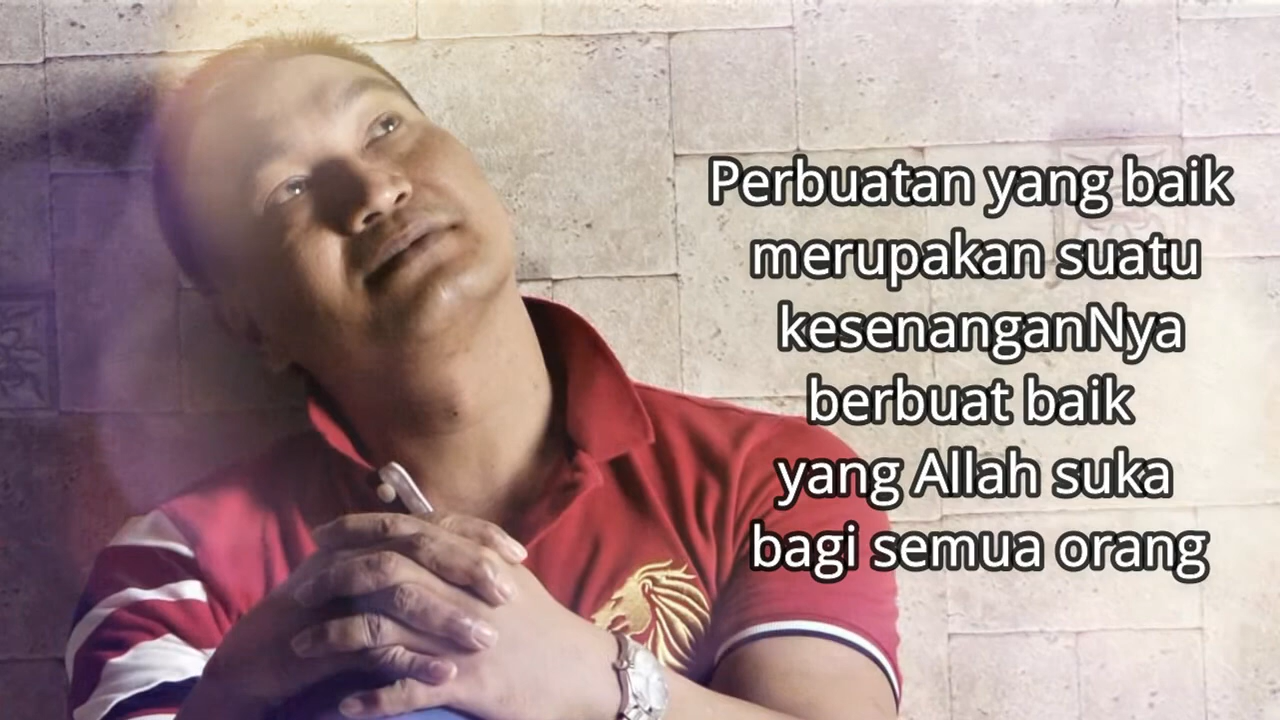 Perbuatan yang baik
merupakan suatu
kesenanganNya
berbuat baik
yang Allah suka
bagi semua orang